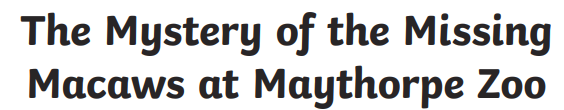 The Mystery of the Missing
Macaws at Maythorpe Zoo